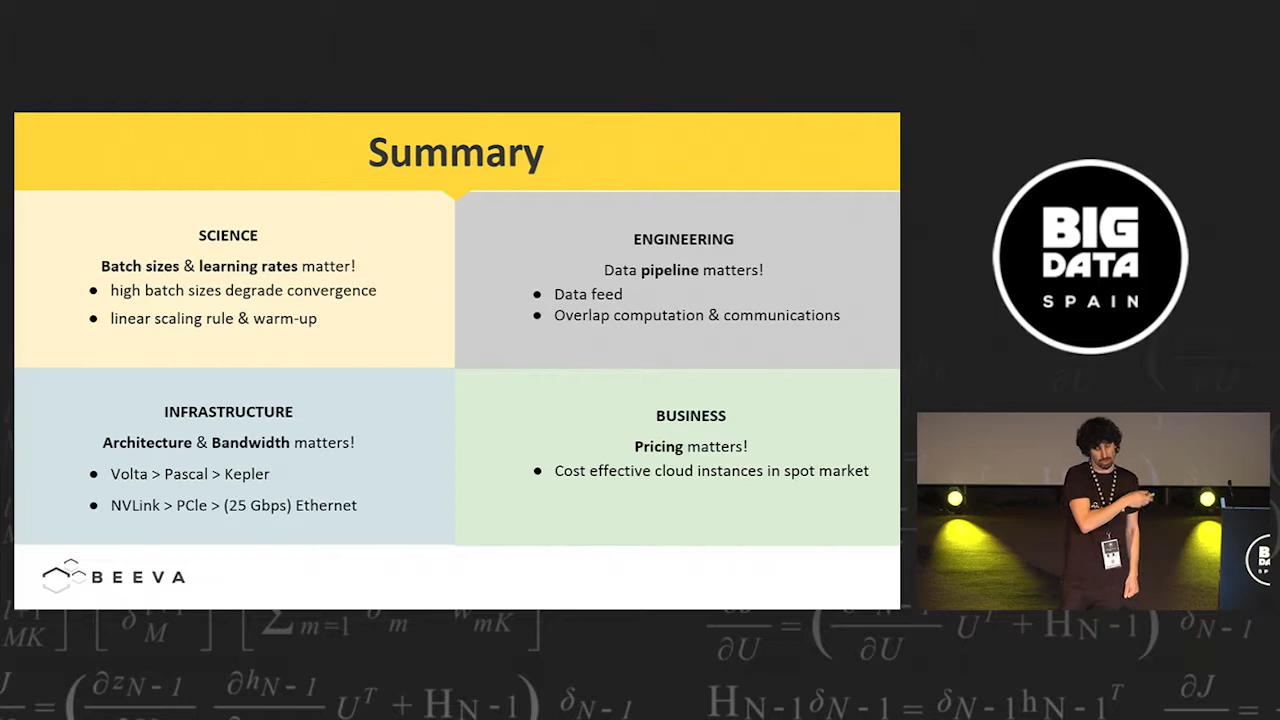 Summary
SCIENCE
Batch sizes & learning rates matter!
● high batch sizes degrade convergence
● linear scaling rule & warm-up
ENGINEERING
Data pipeline matters!
● Data feed
● Overlap computation & communications
INFRASTRUCTURE
Architecture & Bandwidth matters!
● Volta > Pascal > Kepler
● NVLink > PCIe > (25 Gbps) Ethernet
BUSINESS
Pricing matters!
● Cost effective cloud instances in spot market
BEEVA
BIG
DATA
SPAIN